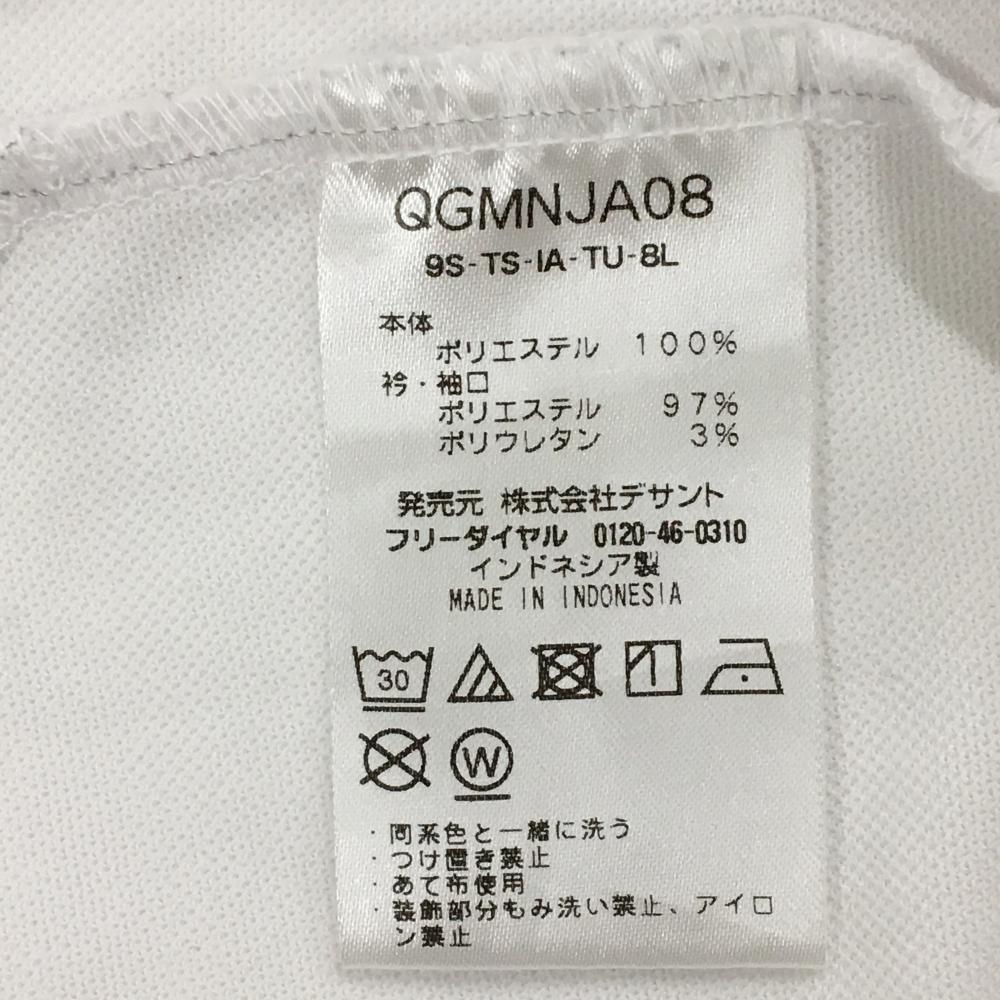 QGMNJA08
9S-TS-IA-TU-8L
本体
ポリエステル 100%
衿・袖口
ポリエステル 97%
ポリウレタン 3%
発売元 株式会社デサント
フリーダイヤル 0120-46-0310
インドネシア製
MADE IN INDONESIA
30
W
・同系色と一緒に洗う
・つけ置き禁止
・あて布使用
・装飾部分もみ洗い禁止、アイロ
ン禁止